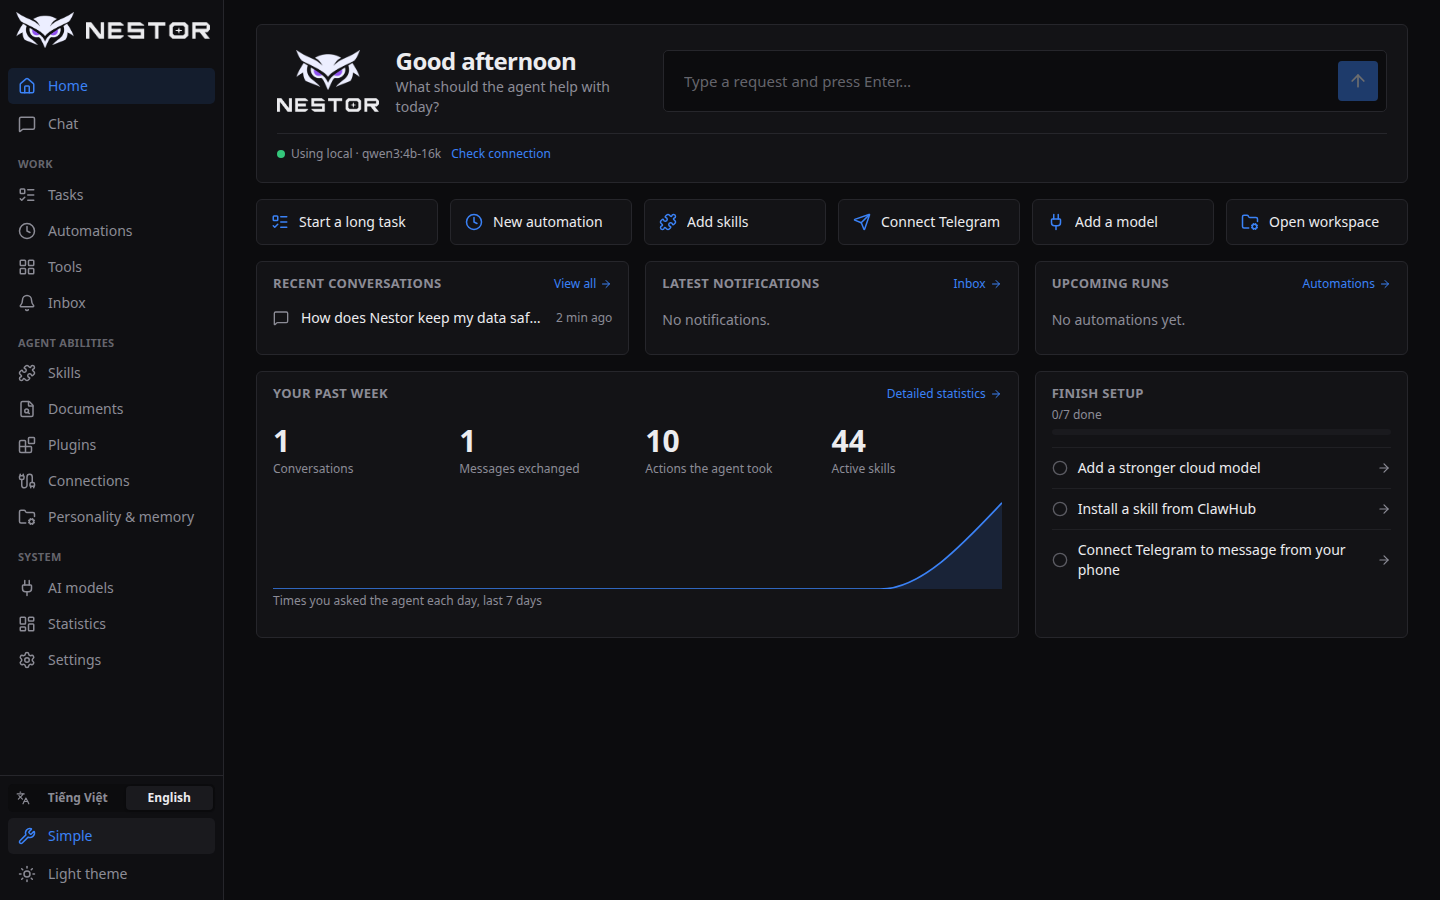 NESTOR
Home
Chat
WORK
Tasks
Automations
Tools
Inbox
AGENT ABILITIES
Skills
Documents
Plugins
Connections
Personality & memory
SYSTEM
AI models
Statistics
Settings
Tiếng Việt English
Simple
Light theme
NESTOR
Good afternoon
What should the agent help with
today?
Type a request and press Enter...
Using local · qwen3:4b-16k Check connection
Start a long task
New automation
Add skills
Connect Telegram
Add a model
Open workspace
RECENT CONVERSATIONS View all
How does Nestor keep my data saf... 2 min ago
LATEST NOTIFICATIONS Inbox
No notifications.
UPCOMING RUNS Automations
No automations yet.
YOUR PAST WEEK Detailed statistics
1 1 10 44
Conversations Messages exchanged Actions the agent took Active skills
Times you asked the agent each day, last 7 days
FINISH SETUP
0/7 done
Add a stronger cloud model
Install a skill from ClawHub
Connect Telegram to message from your
phone